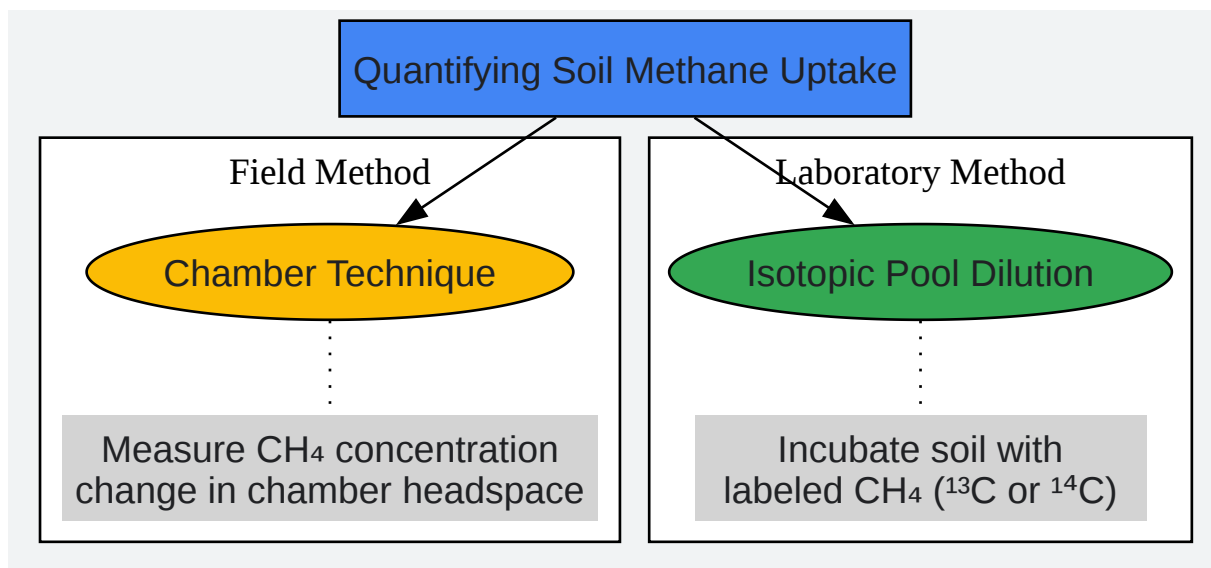 Quantifying Soil Methane Uptake
Field Method
Chamber Technique
Measure CH₄ concentration
change in chamber headspace
Laboratory Method
Isotopic Pool Dilution
Incubate soil with
labeled CH₄ (¹³C or ¹⁴C)